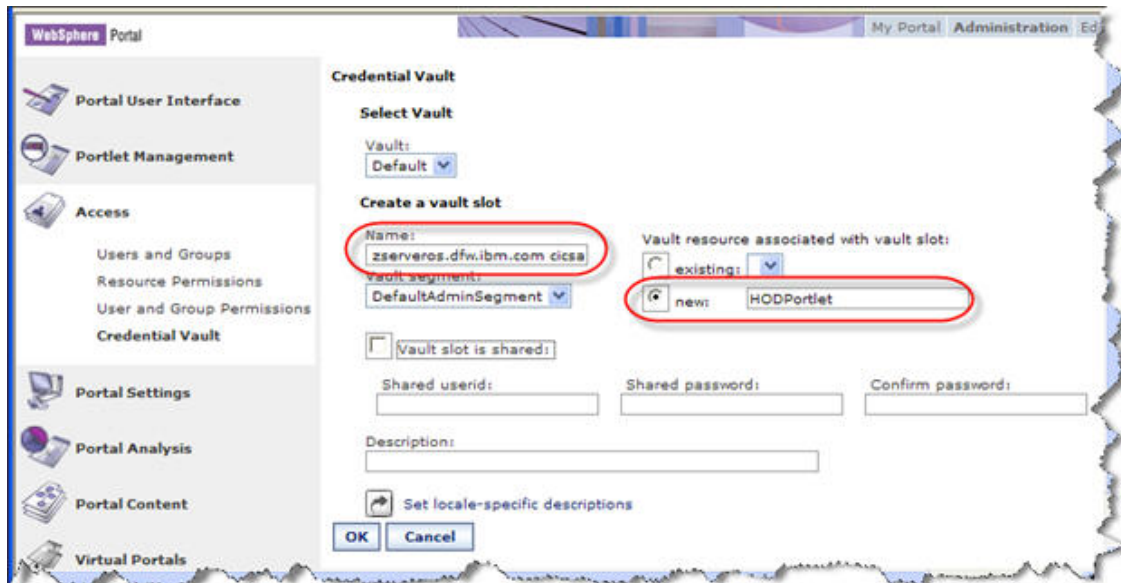 WebSphere Portal
My Portal Administration Ed
Portal User Interface
Portlet Management
Access
Users and Groups
Resource Permissions
User and Group Permissions
Credential Vault
Portal Settings
Portal Analysis
Portal Content
Virtual Portals
Credential Vault
Select Vault
Vault:
Default
Create a vault slot
Name:
zserveros.dfw.ibm.com cicsa
Vault segment:
DefaultAdminSegment
Vault resource associated with vault slot:
existing:
new: HODPortlet
Vault slot is shared:
Shared userid: Shared password: Confirm password:
Description:
Set locale-specific descriptions
OK Cancel